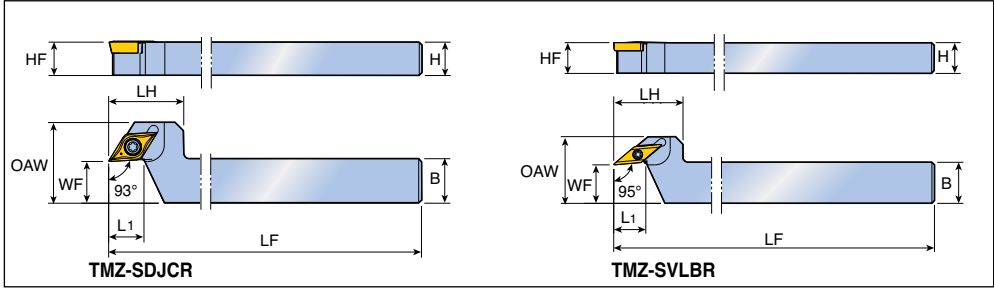 HF
H
LH
OAW
WF
93°
B
L1
LF
TMZ-SDJCR
HF
H
LH
OAW
WF
95°
B
L1
LF
TMZ-SVLBR